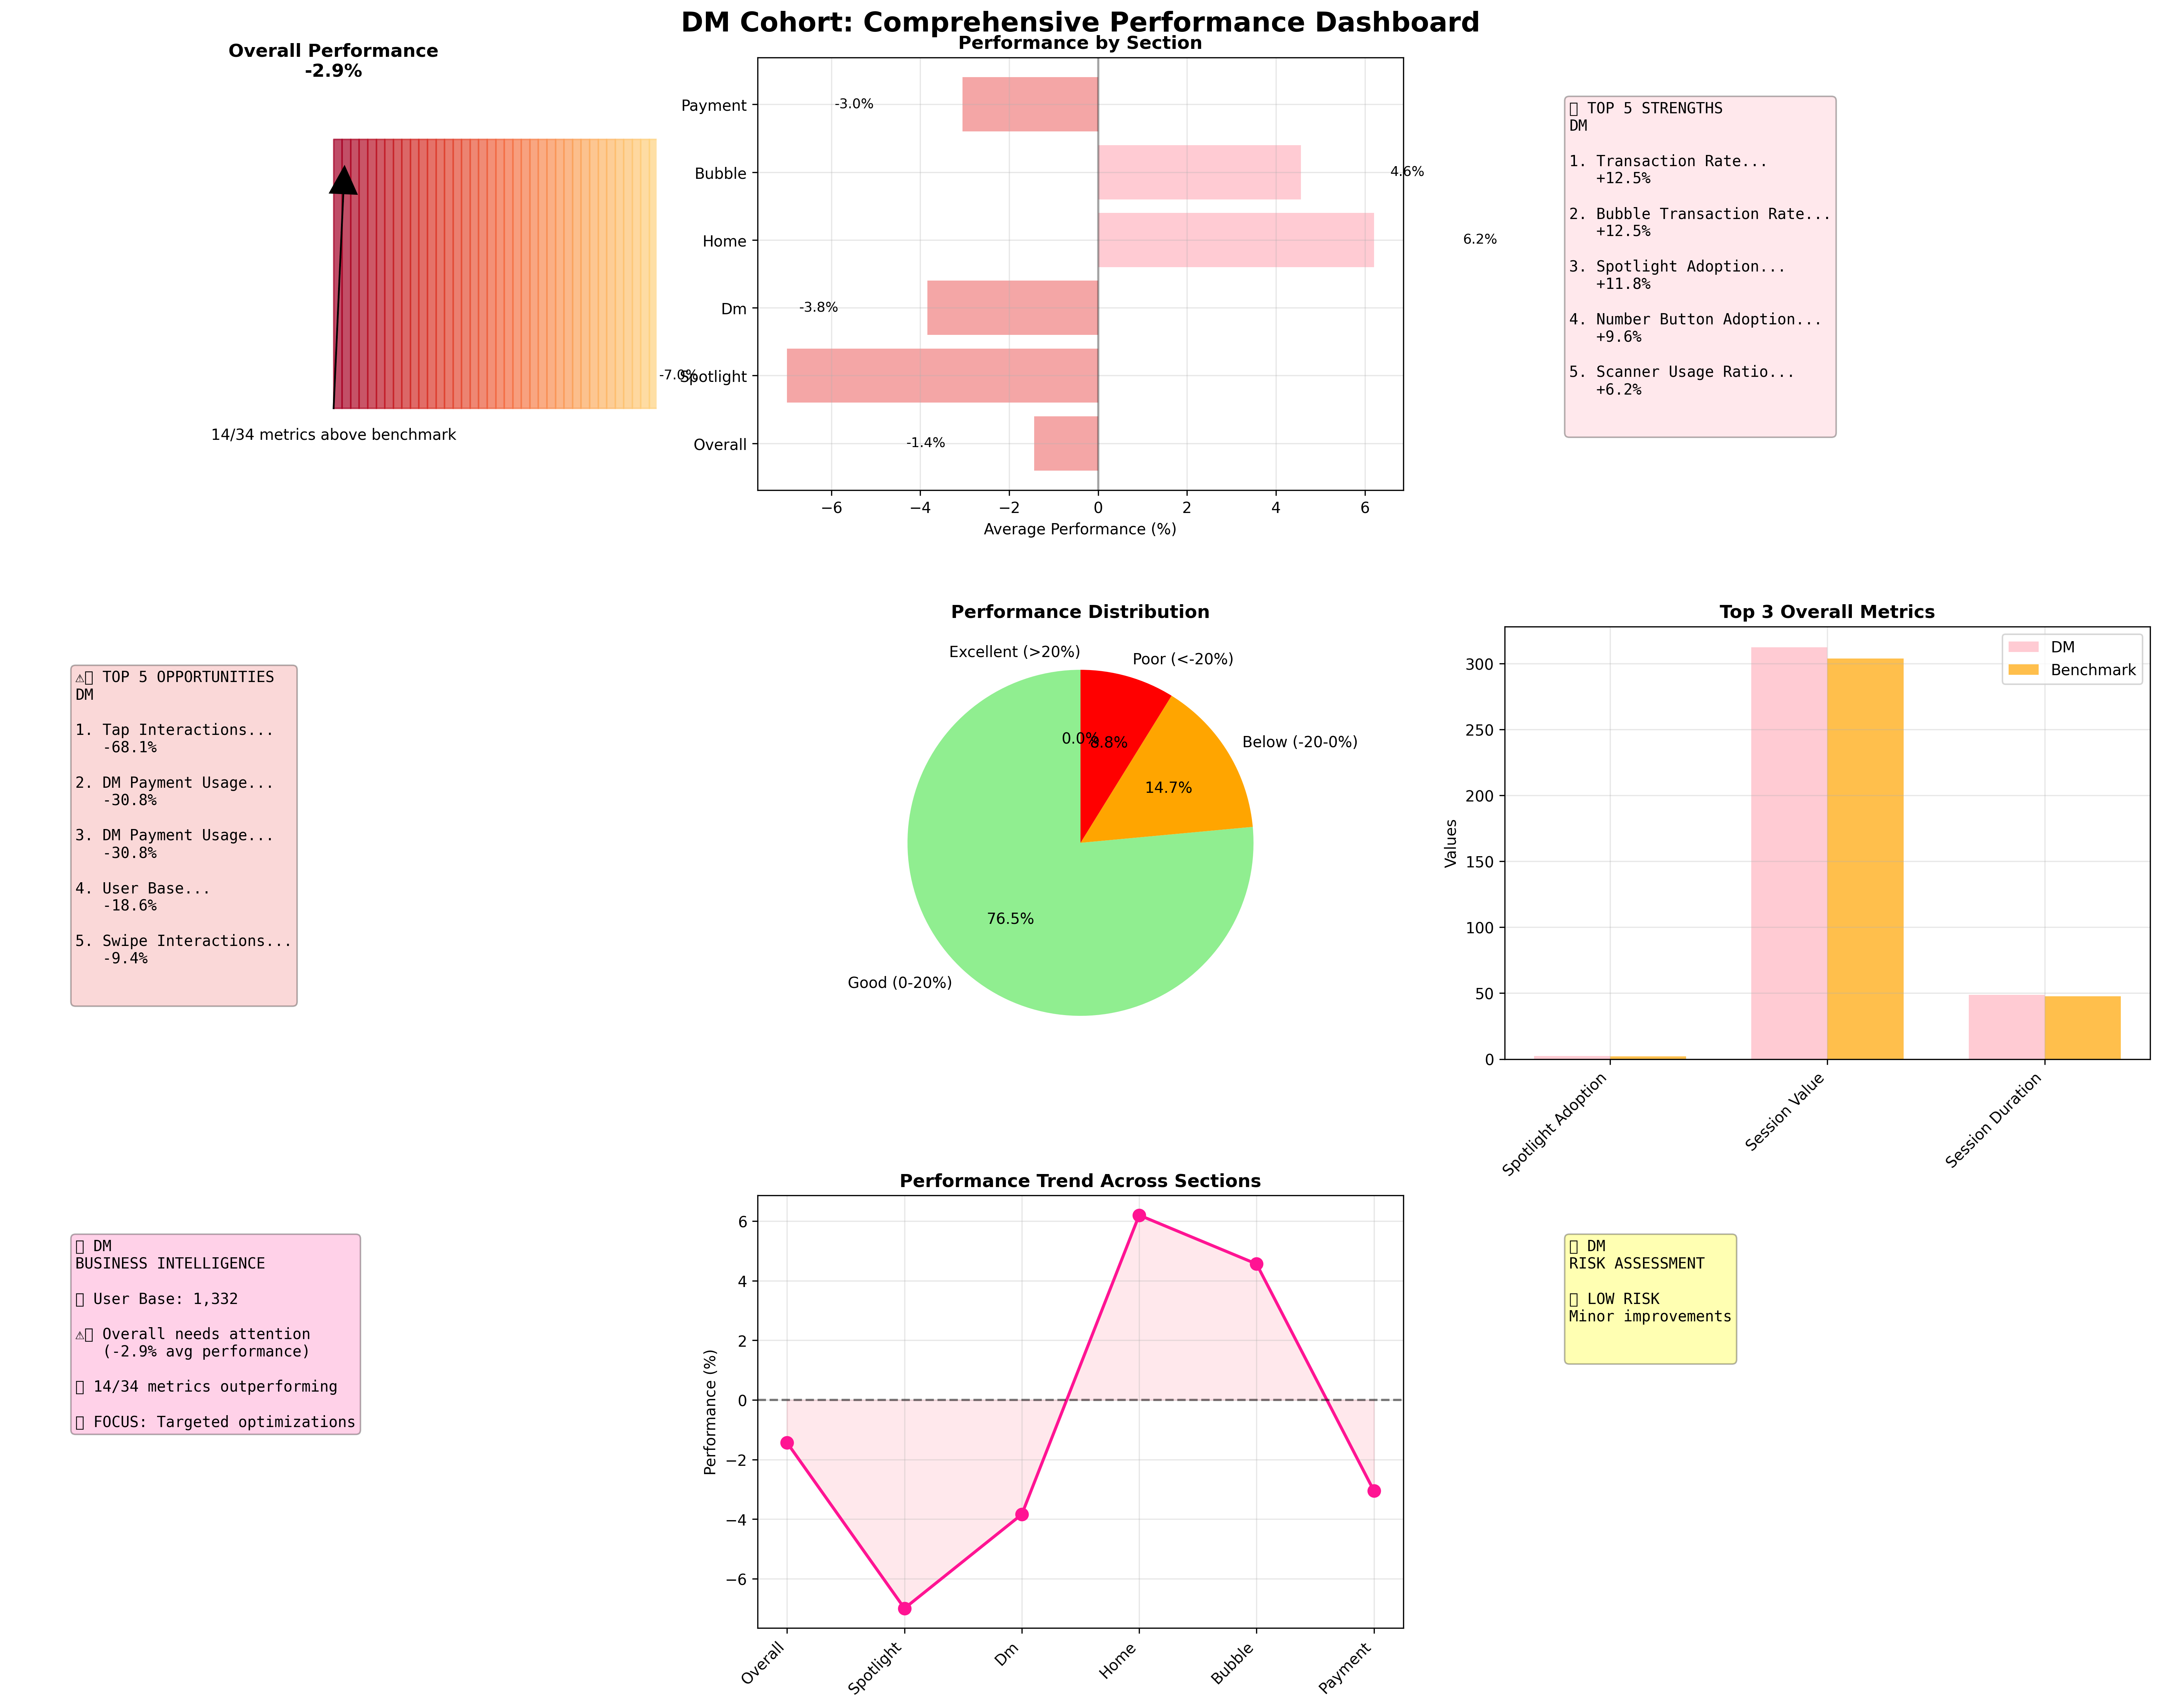 DM Cohort: Comprehensive Performance Dashboard
Overall Performance
-2.9%
14/34 metrics above benchmark
Performance by Section
Payment
Bubble
Home
Dm
Spotlight
Overall
-3.0%
4.6%
6.2%
-3.8%
-7.0%
-1.4%
−6
−4
−2
0
2
4
6
Average Performance (%)
TOP 5 STRENGTHS
DM
1. Transaction Rate...
+12.5%
2. Bubble Transaction Rate...
+12.5%
3. Spotlight Adoption...
+11.8%
4. Number Button Adoption...
+9.6%
5. Scanner Usage Ratio...
+6.2%
⚠ TOP 5 OPPORTUNITIES
DM
1. Tap Interactions...
-68.1%
2. DM Payment Usage...
-30.8%
3. DM Payment Usage...
-30.8%
4. User Base...
-18.6%
5. Swipe Interactions...
-9.4%
Performance Distribution
Excellent (>20%)
Poor (<-20%)
Below (-20-0%)
Good (0-20%)
0.0%
8.8%
14.7%
76.5%
Top 3 Overall Metrics
DM
Benchmark
300
250
200
150
100
50
0
Values
Spotlight Adoption
Session Value
Session Duration
DM
BUSINESS INTELLIGENCE
User Base: 1,332
⚠ Overall needs attention
(-2.9% avg performance)
14/34 metrics outperforming
FOCUS: Targeted optimizations
Performance Trend Across Sections
6
4
2
0
−2
−4
−6
Performance (%)
Overall
Spotlight
Dm
Home
Bubble
Payment
DM
RISK ASSESSMENT
LOW RISK
Minor improvements